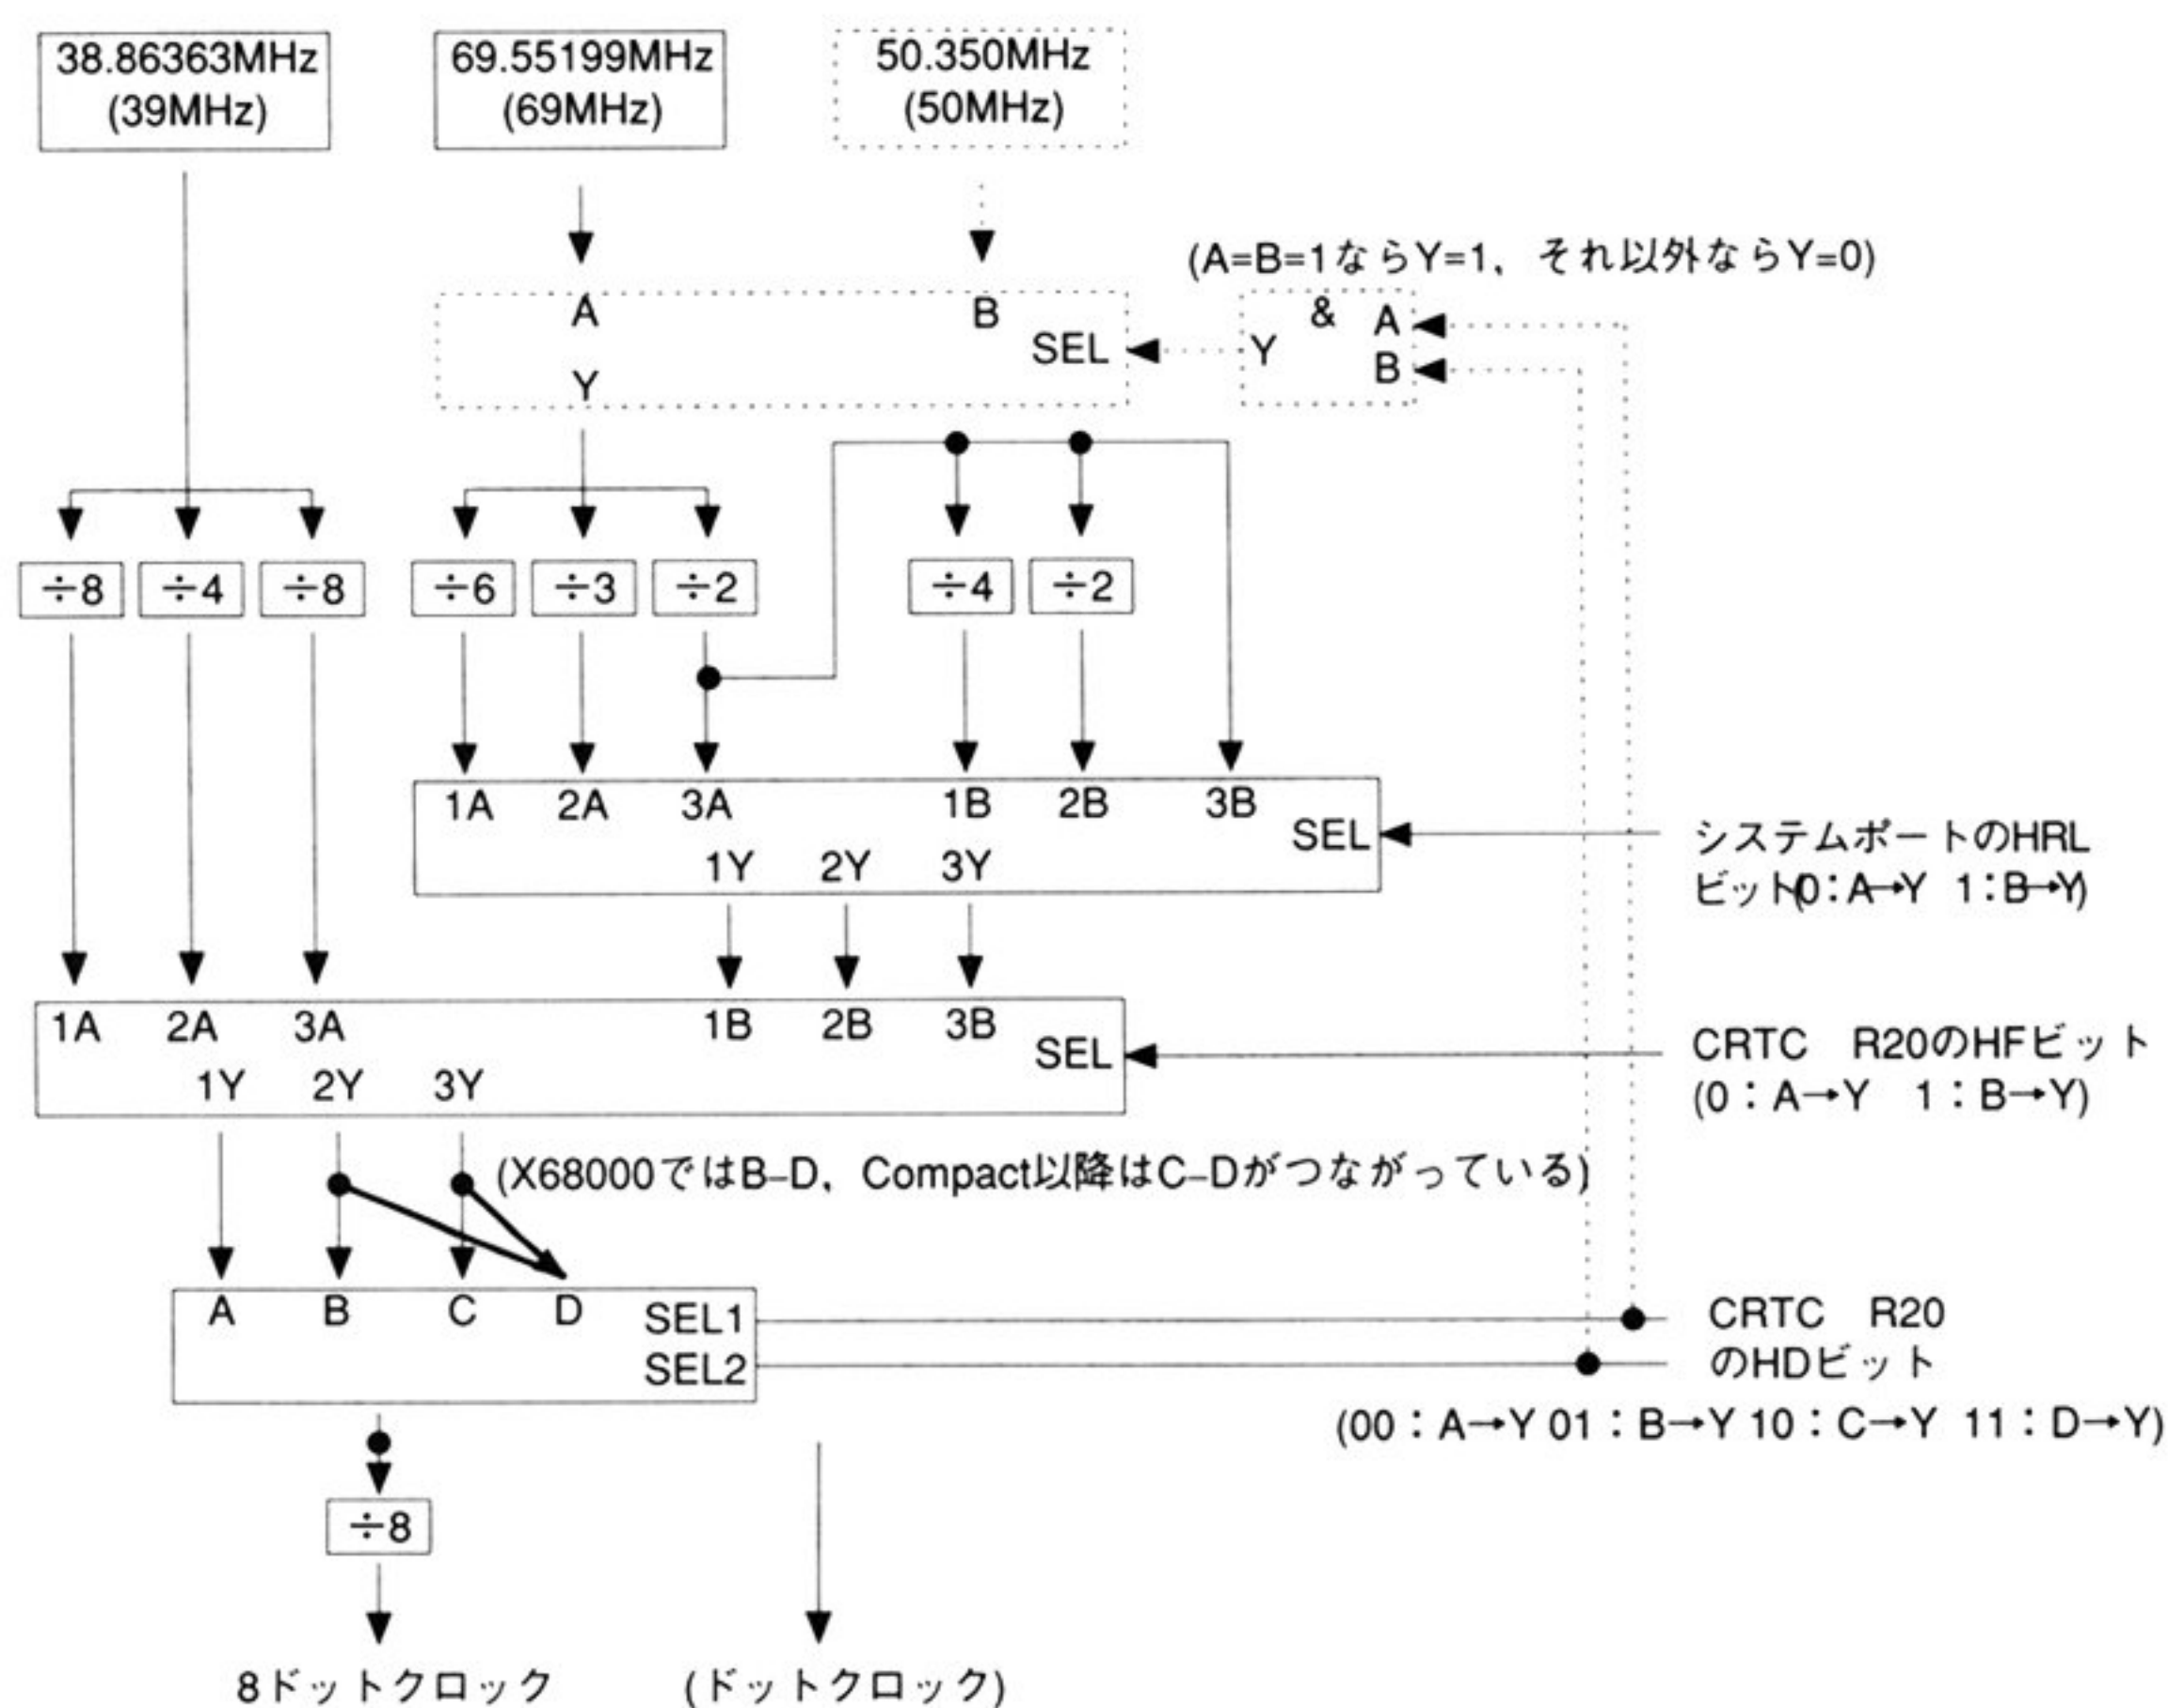 38.86363MHz
(39MHz)
69.55199MHz
(69MHz)
50.350MHz
(50MHz)
(A=B=1ならY=1，それ以外ならY=0)
A
B
SEL
Y
Y
&
A
B
÷8
÷4
÷8
÷6
÷3
÷2
÷4
÷2
1A
2A
3A
1B
2B
3B
SEL
1Y
2Y
3Y
システムポートのHRL
ビット(0：A→Y 1：B→Y)
1A
2A
3A
1B
2B
3B
SEL
1Y
2Y
3Y
CRTC R20のHFビット
(0：A→Y 1：B→Y)
(X68000ではB–D，Compact以降はC–Dがつながっている)
A
B
C
D
SEL1
SEL2
CRTC R20
のHDビット
(00：A→Y 01：B→Y 10：C→Y 11：D→Y)
÷8
8ドットクロック
(ドットクロック)